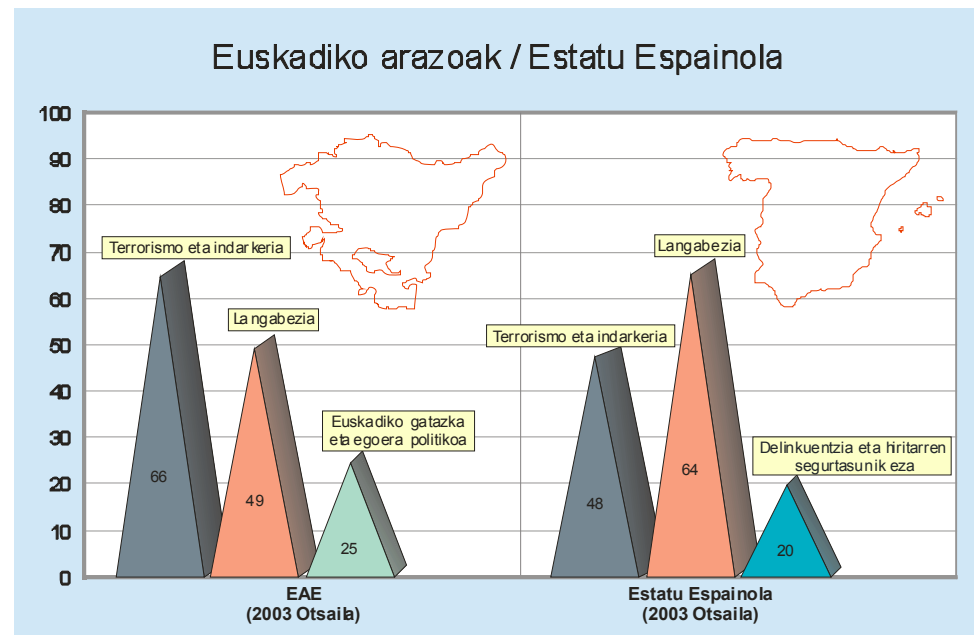 Euskadiko arazoak / Estatu Espainola
100
90
80
70
60
50
40
30
20
10
0
Terrorismo eta indarkeria
66
Langabezia
49
Euskadiko gatazka
eta egoera politikoa
25
Terrorismo eta indarkeria
48
Langabezia
64
Delinkuentzia eta hiritarren
segurtasunik eza
20
EAE
(2003 Otsaila)
Estatu Espainola
(2003 Otsaila)